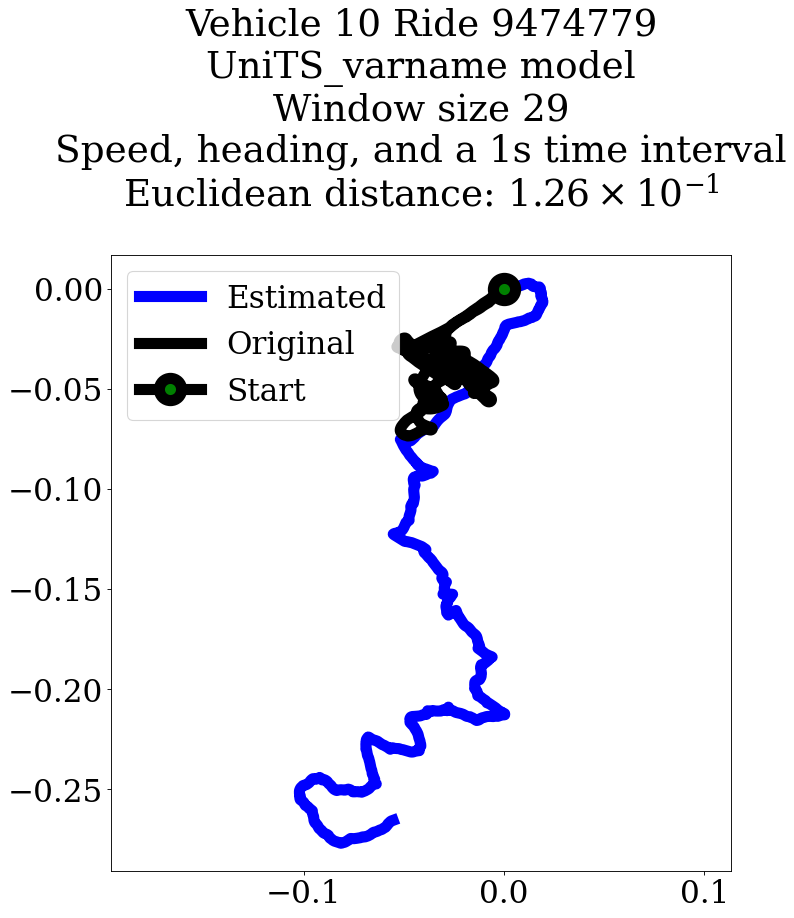 Vehicle 10 Ride 9474779
UniTS_varname model
Window size 29
Speed, heading, and a 1s time interval
Euclidean distance: 1.26 × 10⁻¹
Estimated
Original
Start
0.00
−0.05
−0.10
−0.15
−0.20
−0.25
−0.1 0.0 0.1